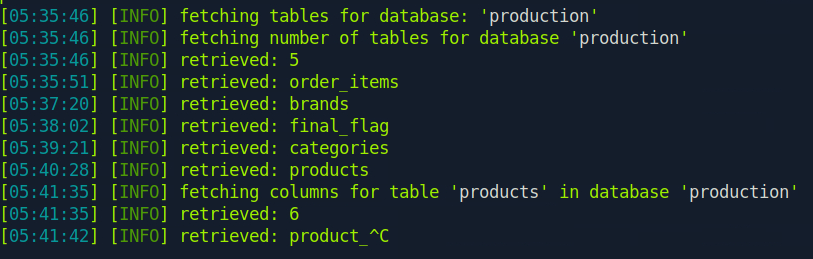 [05:35:46] [INFO] fetching tables for database: 'production'
[05:35:46] [INFO] fetching number of tables for database 'production'
[05:35:46] [INFO] retrieved: 5
[05:35:51] [INFO] retrieved: order_items
[05:37:20] [INFO] retrieved: brands
[05:38:02] [INFO] retrieved: final_flag
[05:39:21] [INFO] retrieved: categories
[05:40:28] [INFO] retrieved: products
[05:41:35] [INFO] fetching columns for table 'products' in database 'production'
[05:41:35] [INFO] retrieved: 6
[05:41:42] [INFO] retrieved: product_^C